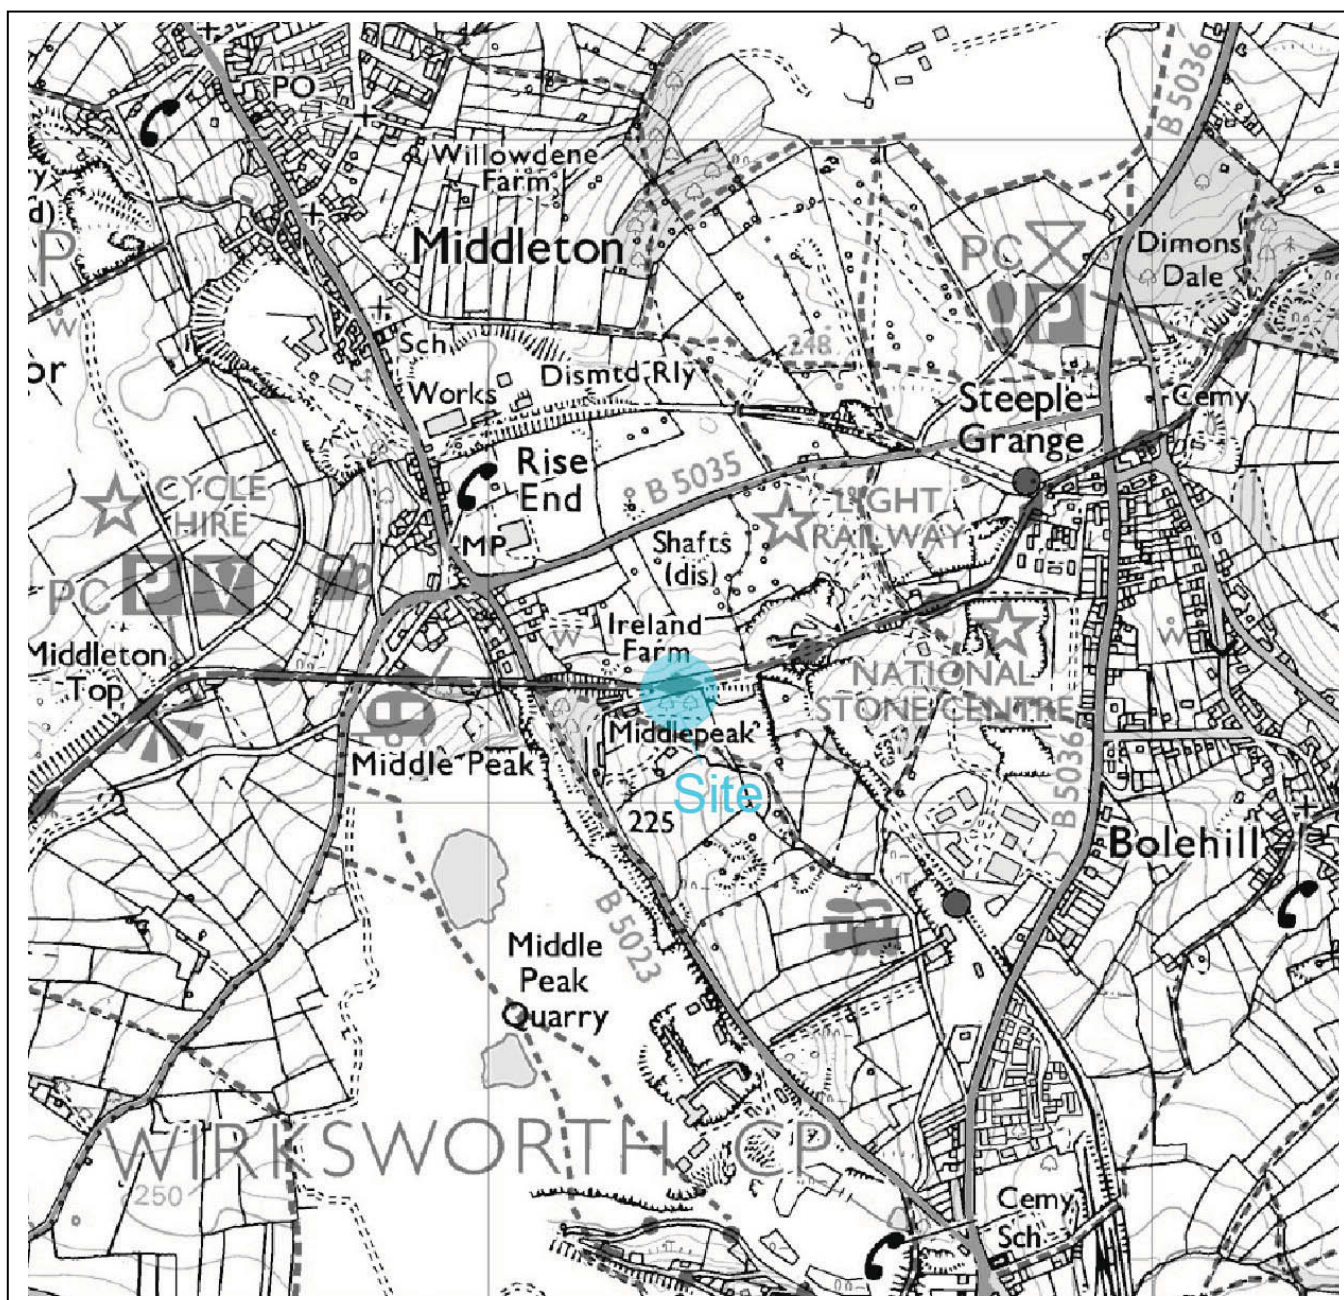 PO
B 5036
Willowdene
Farm
d)
P
Middleton
PC
Dimons
Dale
P
W
Sch
248
or
Works
Dismtd Rly
Steeple
Grange
Cemy
CYCLE
HIRE
Rise
End
B 5035
LIGHT
RAILWAY
MP
Shafts
(dis)
PC
P V
Ireland
Farm
W
W
Middleton
Top
NATIONAL
STONE CENTRE
Middlepeak
Middle Peak
Site
B 5036
225
Bolehill
B 5023
Middle
Peak
Quarry
WIRKSWORTH CP
250
Cemy
Sch